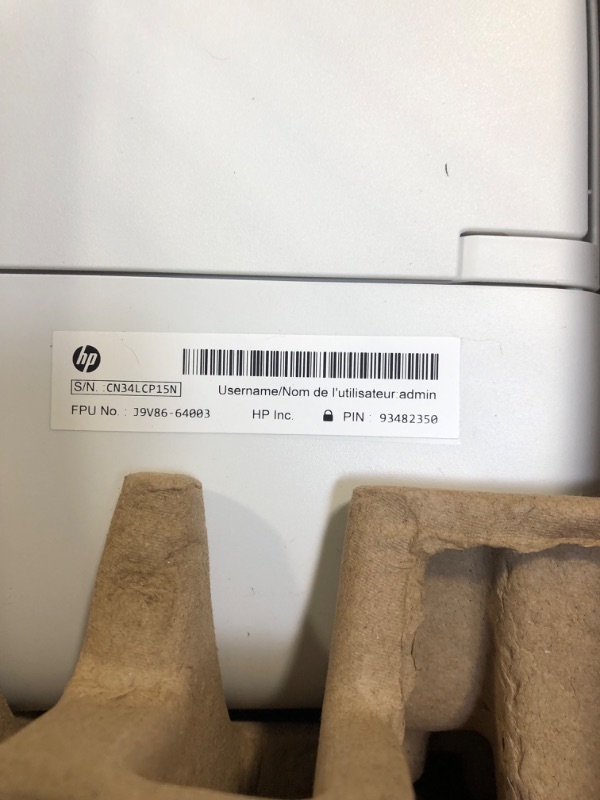 hp
S/N. :CN34LCP15N
Username/Nom de l'utilisateur:admin
FPU No. : J9V86-64003 HP Inc. PIN : 93482350